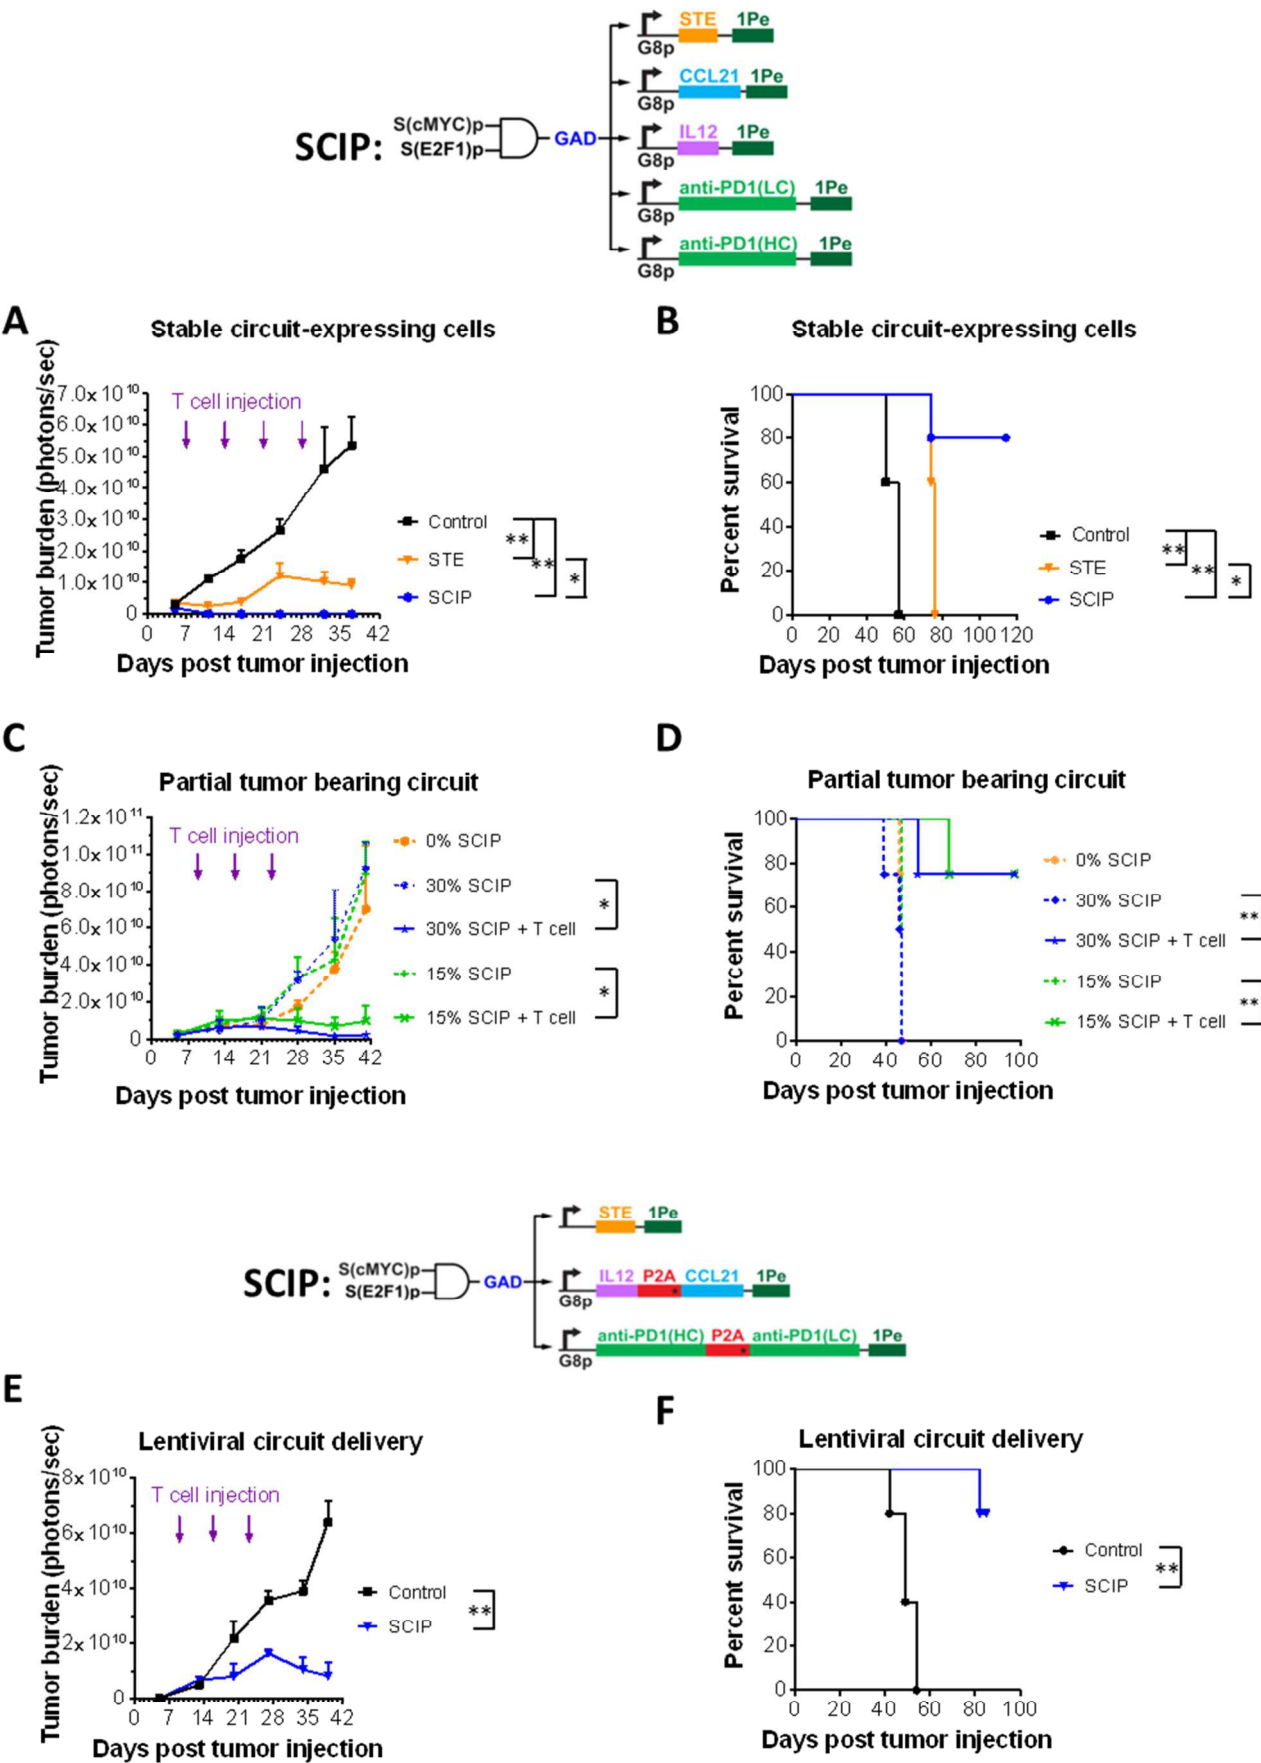 STE 1Pe
G8p
CCL21 1Pe
G8p
S(cMYC)p
S(E2F1)p
SCIP:
GAD
IL12 1Pe
G8p
anti-PD1(LC) 1Pe
G8p
anti-PD1(HC) 1Pe
G8p
A
Stable circuit-expressing cells
Tumor burden (photons/sec)
7.0x 10^10
6.0x 10^10
5.0x 10^10
4.0x 10^10
3.0x 10^10
2.0x 10^10
1.0x 10^10
0
T cell injection
Control
STE
SCIP
**
**
*
0 7 14 21 28 35 42
Days post tumor injection
B
Stable circuit-expressing cells
Percent survival
100
80
60
40
20
0
Control
STE
SCIP
**
**
*
0 20 40 60 80 100 120
Days post tumor injection
C
Partial tumor bearing circuit
Tumor burden (photons/sec)
1.2x 10^11
1.0x 10^11
8.0x 10^10
6.0x 10^10
4.0x 10^10
2.0x 10^10
0
T cell injection
0% SCIP
30% SCIP
30% SCIP + T cell
15% SCIP
15% SCIP + T cell
*
*
0 7 14 21 28 35 42
Days post tumor injection
D
Partial tumor bearing circuit
Percent survival
100
80
60
40
20
0
0% SCIP
30% SCIP
30% SCIP + T cell
15% SCIP
15% SCIP + T cell
**
**
0 20 40 60 80 100
Days post tumor injection
STE 1Pe
SCIP:
S(cMYC)p
S(E2F1)p
GAD
IL12 P2A CCL21 1Pe
G8p
anti-PD1(HC) P2A anti-PD1(LC) 1Pe
G8p
E
Lentiviral circuit delivery
Tumor burden (photons/sec)
8x 10^10
6x 10^10
4x 10^10
2x 10^10
0
T cell injection
Control
SCIP
**
0 7 14 21 28 35 42
Days post tumor injection
F
Lentiviral circuit delivery
Percent survival
100
80
60
40
20
0
Control
SCIP
**
0 20 40 60 80 100
Days post tumor injection